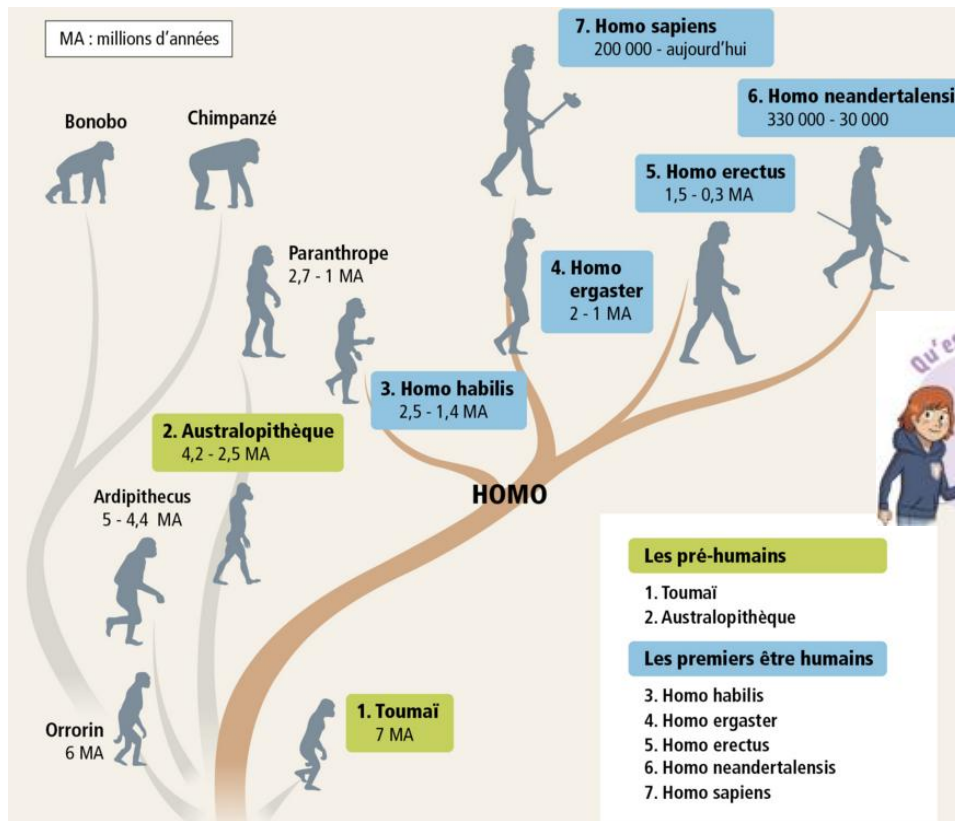 MA : millions d'années
7. Homo sapiens
200 000 - aujourd'hui
6. Homo neandertalensi
330 000 - 30 000
Bonobo
Chimpanzé
5. Homo erectus
1,5 - 0,3 MA
Paranthrope
2,7 - 1 MA
4. Homo
ergaster
2 - 1 MA
3. Homo habilis
2,5 - 1,4 MA
2. Australopithèque
4,2 - 2,5 MA
HOMO
Ardipithecus
5 - 4,4 MA
1. Toumaï
7 MA
Orrorin
6 MA
Qu'es
Les pré-humains
1. Toumaï
2. Australopithèque
Les premiers être humains
3. Homo habilis
4. Homo ergaster
5. Homo erectus
6. Homo neandertalensis
7. Homo sapiens